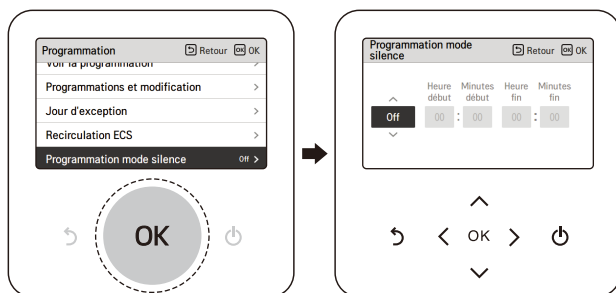 Programmation Retour OK OK
Voir la programmation
Programmations et modification
Jour d'exception
Recirculation ECS
Programmation mode silence Off
OK
Programmation mode silence Retour OK OK
Heure début Minutes début Heure fin Minutes fin
Off 00 : 00 00 : 00
OK